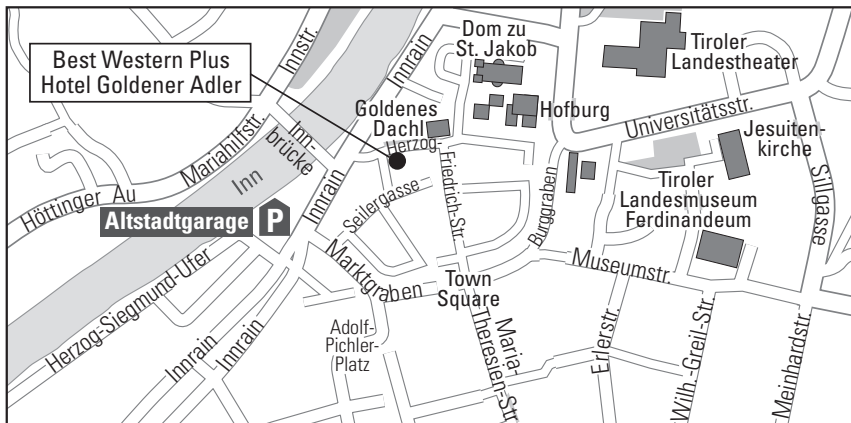 Best Western Plus
Hotel Goldener Adler
Innstr.
Innrain
Dom zu
St. Jakob
Tiroler
Landestheater
Goldenes
Dachl
Hofburg
Universitätsstr.
Jesuiten-
kirche
Mariahilfstr.
Inn-
brücke
Herzog-
Friedrich-Str.
Höttinger Au
Inn
Innrain
Seilergasse
Burggraben
Tiroler
Landesmuseum
Ferdinandeum
Sillgasse
Altstadtgarage P
Marktgraben
Town
Square
Museumstr.
Herzog-Siegmund-Ufer
Innrain
Innrain
Adolf-
Pichler-
Platz
Maria-
Theresien-Str.
Erlerstr.
Wilh.-Greil-Str.
Meinhardstr.